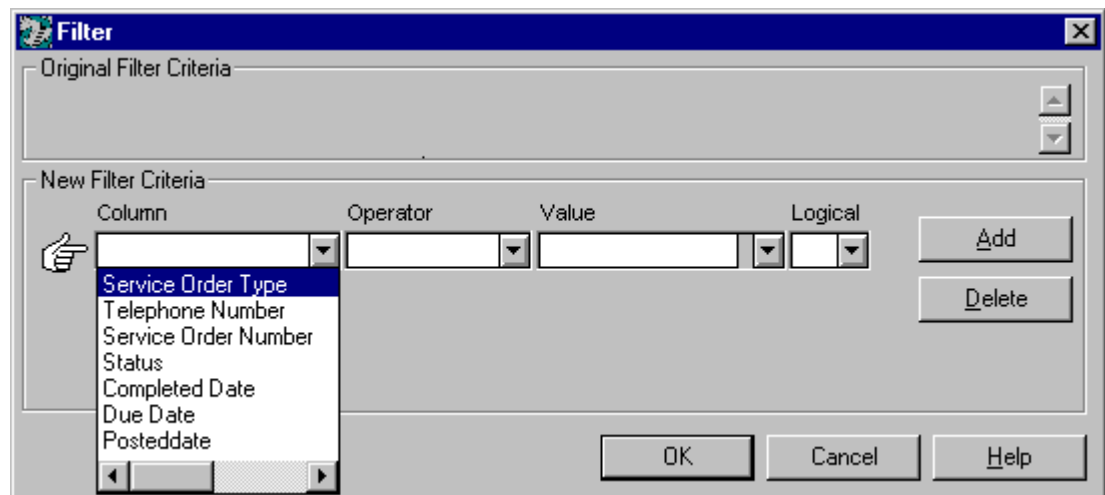 Filter
Original Filter Criteria
New Filter Criteria
Column Operator Value Logical
Add
Service Order Type
Telephone Number
Service Order Number
Status
Completed Date
Due Date
Posteddate
Delete
OK Cancel Help